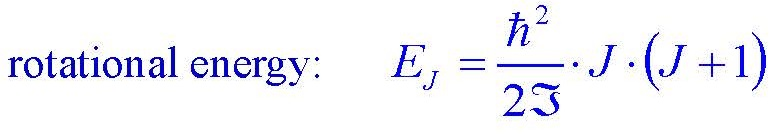 rotational energy: E_J = ℏ²/2ℑ · J · (J + 1)